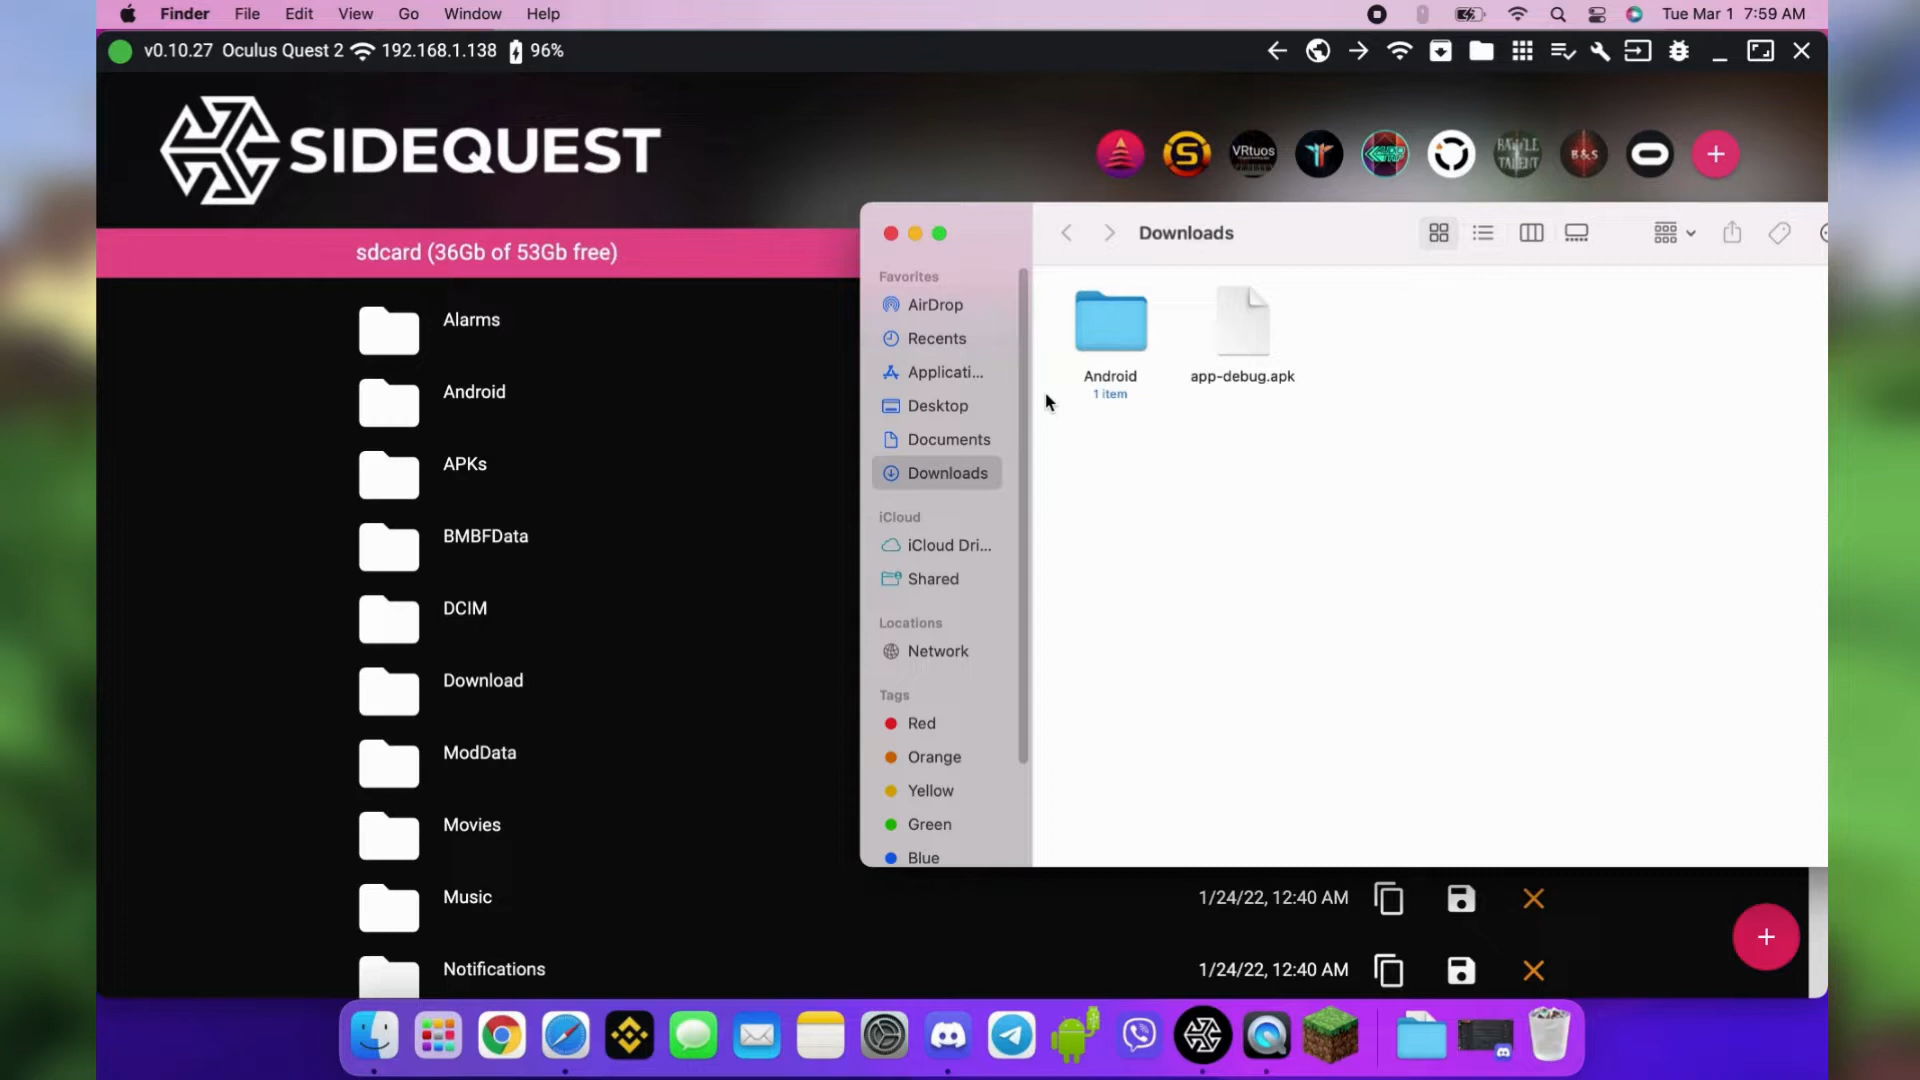 Finder File Edit View Go Window Help Tue Mar 1 7:59 AM
v0.10.27 Oculus Quest 2 192.168.1.138 96%
SIDEQUEST
VRtuos
BATTLE TALENT
B&S
sdcard (36Gb of 53Gb free)
Alarms
Android
APKs
BMBFData
DCIM
Download
ModData
Movies
Music 1/24/22, 12:40 AM
Notifications 1/24/22, 12:40 AM
Downloads
Favorites
AirDrop
Recents
Applicati...
Desktop
Documents
Downloads
iCloud
iCloud Dri...
Shared
Locations
Network
Tags
Red
Orange
Yellow
Green
Blue
Android
1 item
app-debug.apk